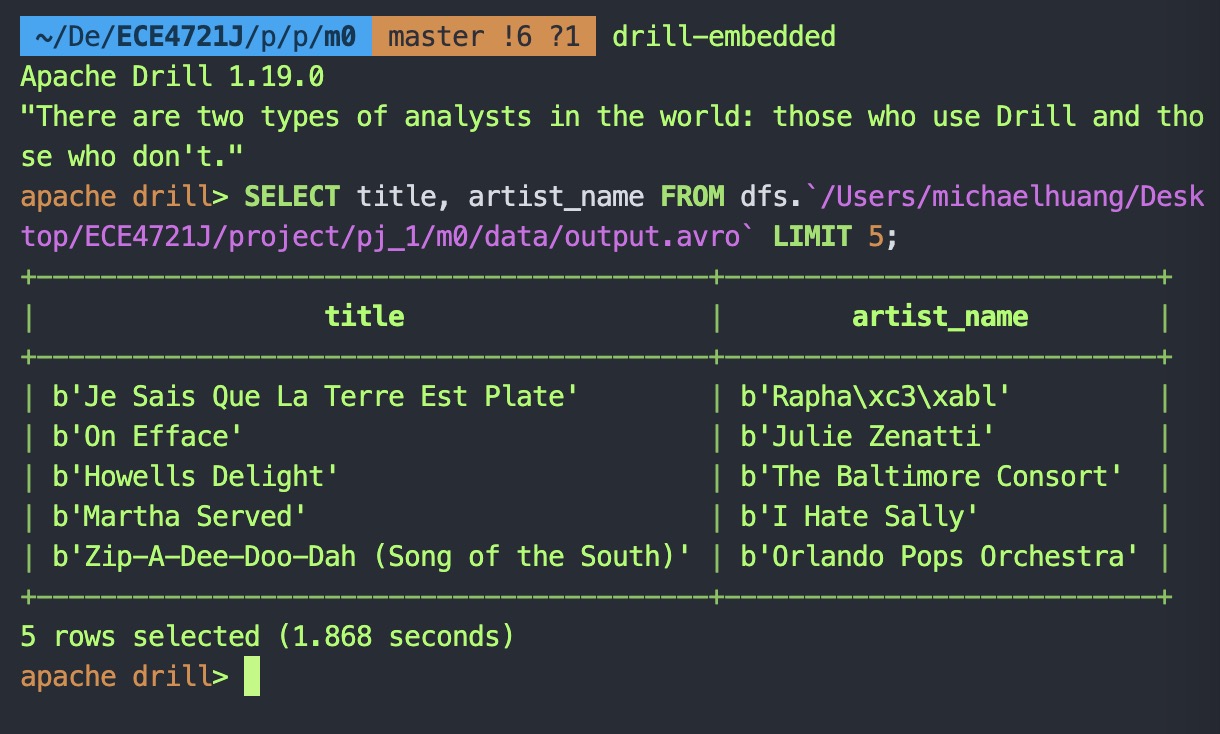 ~/De/ECE4721J/p/p/m0 master !6 ?1 drill-embedded
Apache Drill 1.19.0
"There are two types of analysts in the world: those who use Drill and tho
se who don't."
apache drill> SELECT title, artist_name FROM dfs.`/Users/michaelhuang/Desk
top/ECE4721J/project/pj_1/m0/data/output.avro` LIMIT 5;
+------------------------------------------+---------------------------+
| title | artist_name |
+------------------------------------------+---------------------------+
| b'Je Sais Que La Terre Est Plate' | b'Rapha\xc3\xabl' |
| b'On Efface' | b'Julie Zenatti' |
| b'Howells Delight' | b'The Baltimore Consort' |
| b'Martha Served' | b'I Hate Sally' |
| b'Zip-A-Dee-Doo-Dah (Song of the South)' | b'Orlando Pops Orchestra' |
+------------------------------------------+---------------------------+
5 rows selected (1.868 seconds)
apache drill>